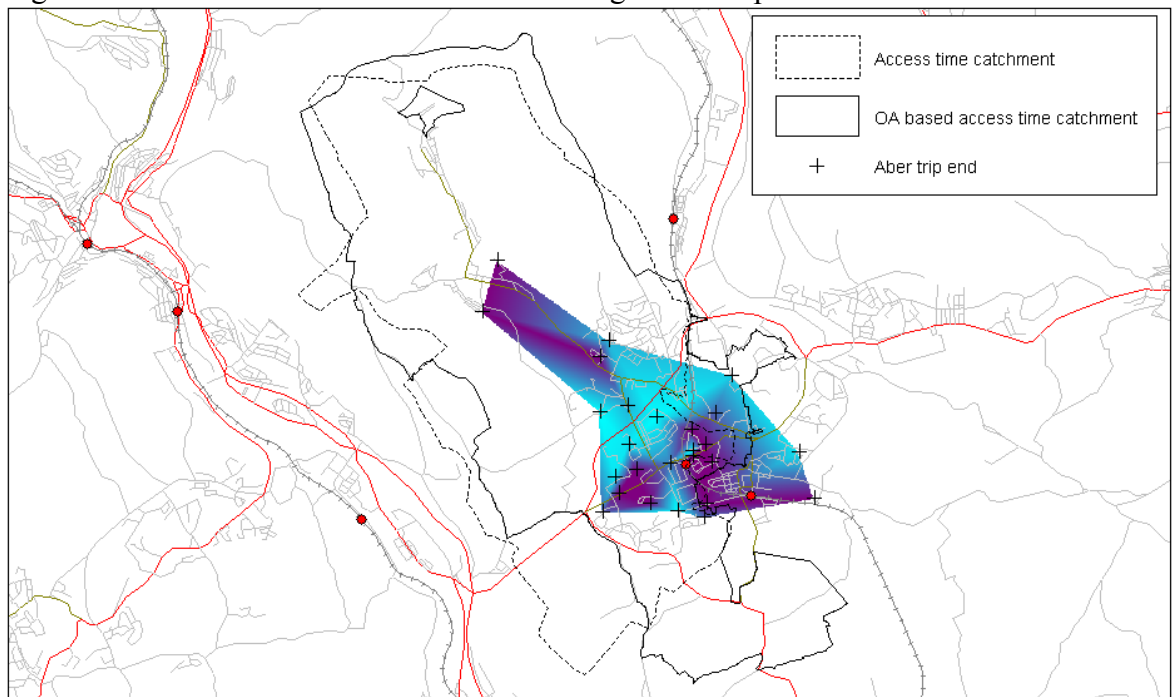 Access time catchment
OA based access time catchment
Aber trip end